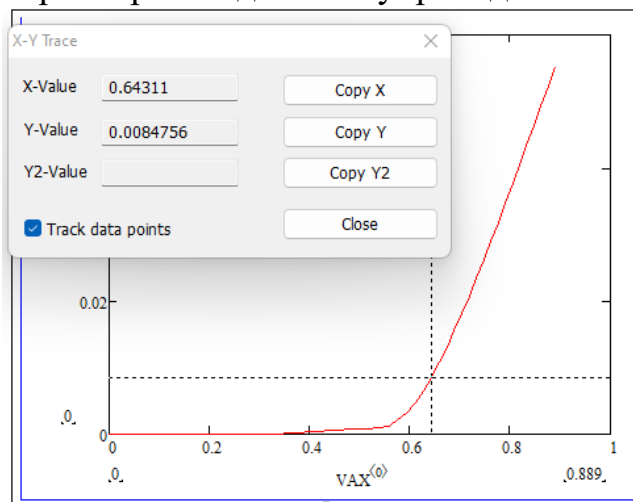 X-Y Trace
X-Value 0.64311 Copy X
Y-Value 0.0084756 Copy Y
Y2-Value Copy Y2
Track data points Close
0.02
0
0
0 0.2 0.4 0.6 0.8 1
0 VAX⟨0⟩ 0.889